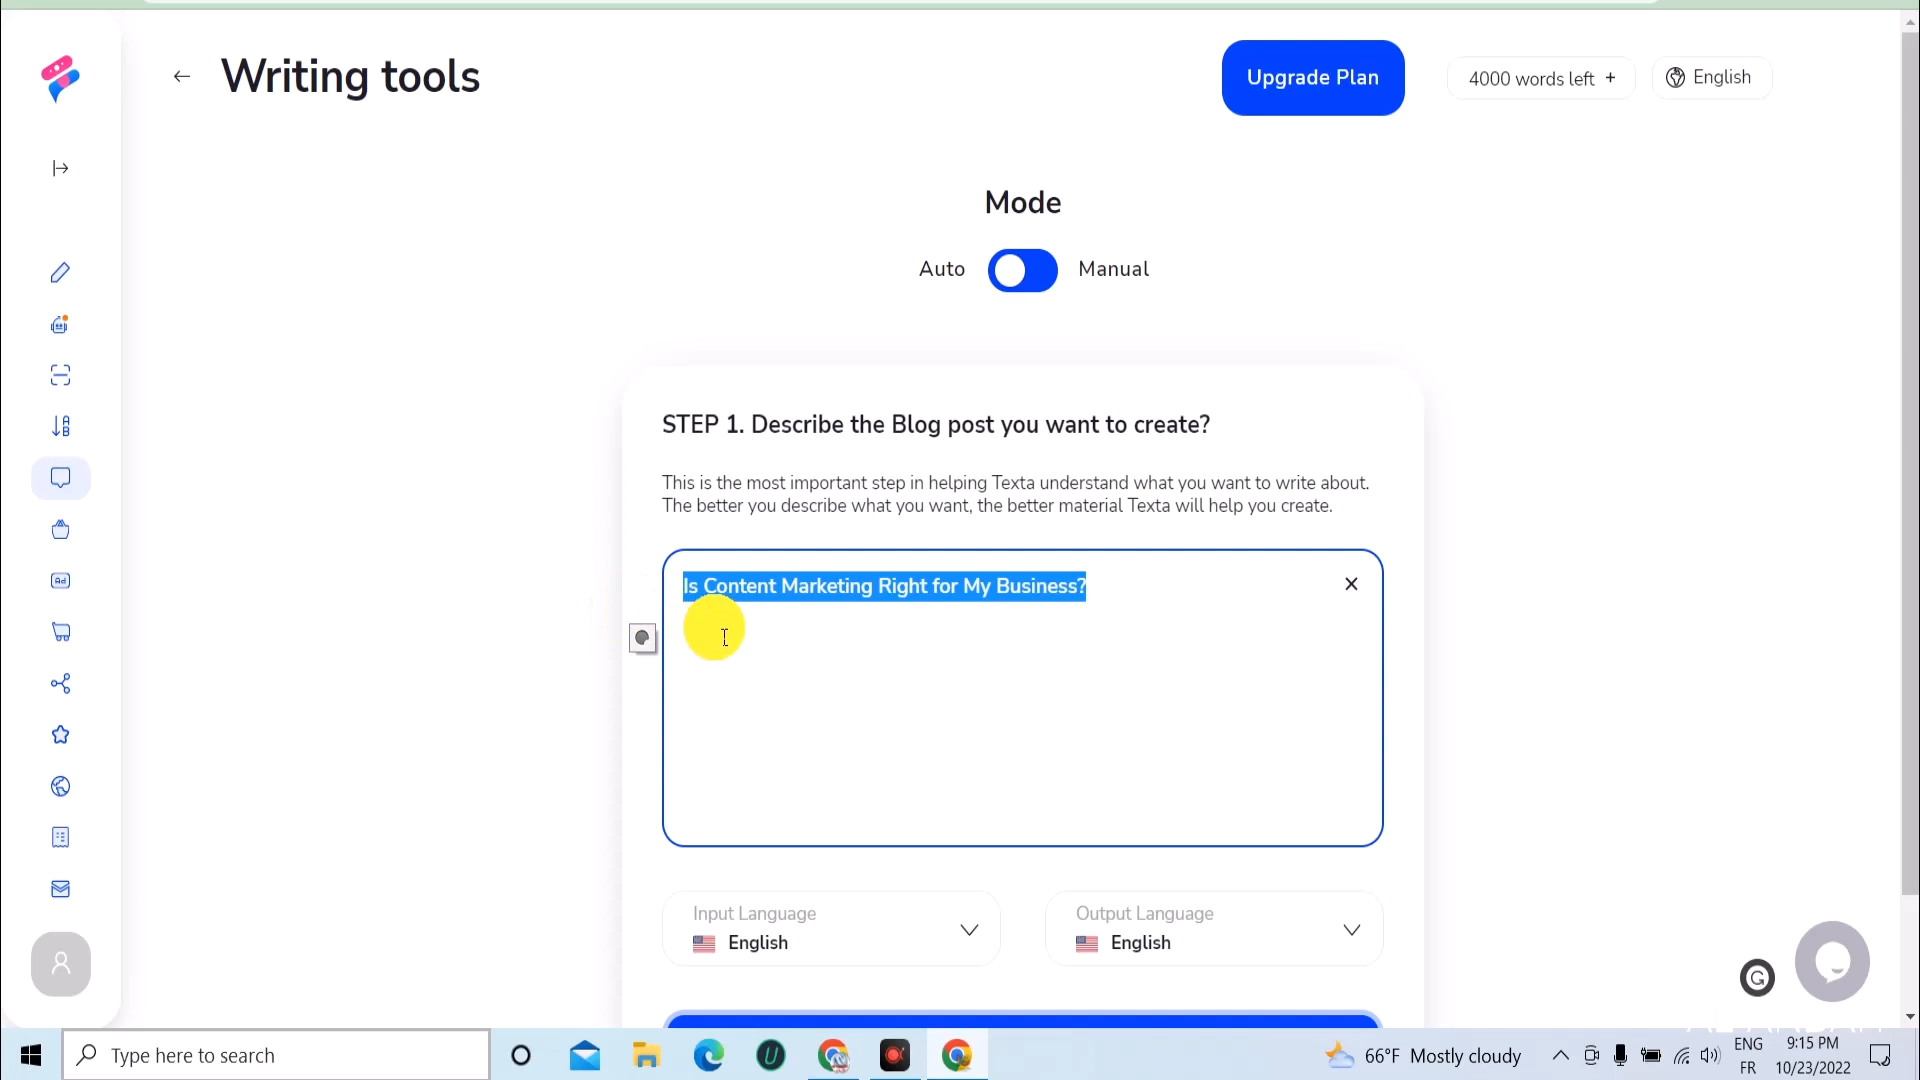 Writing tools
Upgrade Plan
4000 words left +
English
Mode
Auto
Manual
STEP 1. Describe the Blog post you want to create?
This is the most important step in helping Texta understand what you want to write about.
The better you describe what you want, the better material Texta will help you create.
Is Content Marketing Right for My Business?
Input Language
English
Output Language
English
Ad
Type here to search
66°F Mostly cloudy
ENG
FR
9:15 PM
10/23/2022